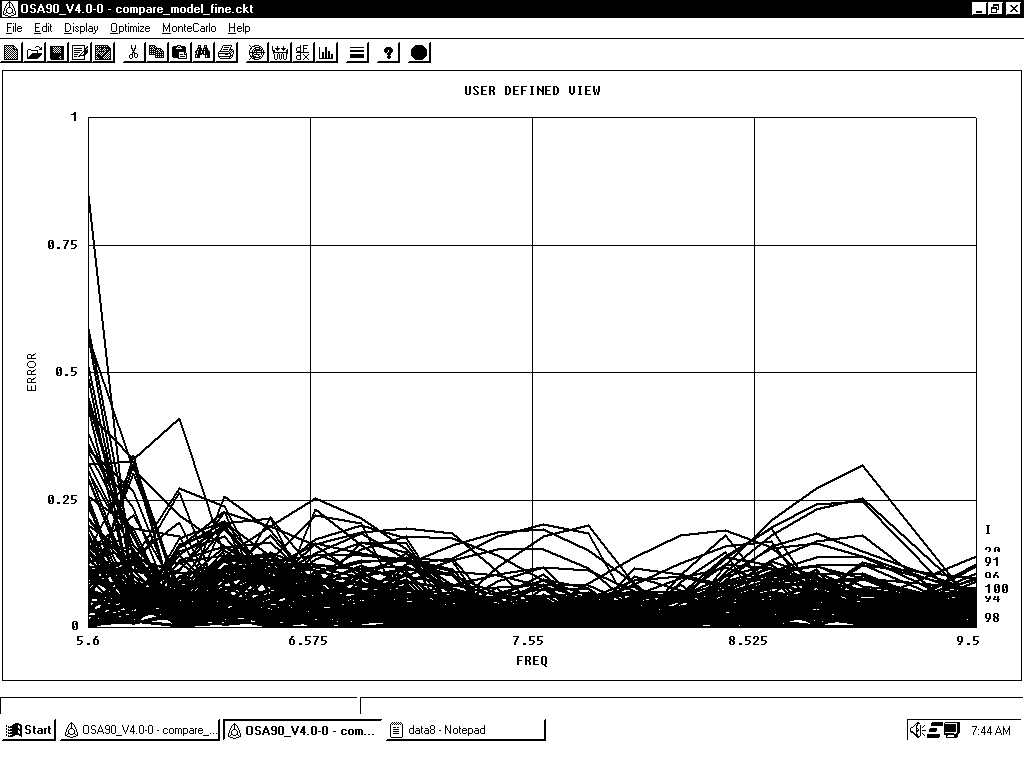 OSA90_V4.0-0 - compare_model_fine.ckt
File Edit Display Optimize MonteCarlo Help
USER DEFINED VIEW
1
0.75
0.5
0.25
0
ERROR
I
91
100
98
5.6 6.575 7.55 8.525 9.5
FREQ
Start OSA90_V4.0-0 - compare_... OSA90_V4.0-0 - com... data8 - Notepad 7:44 AM